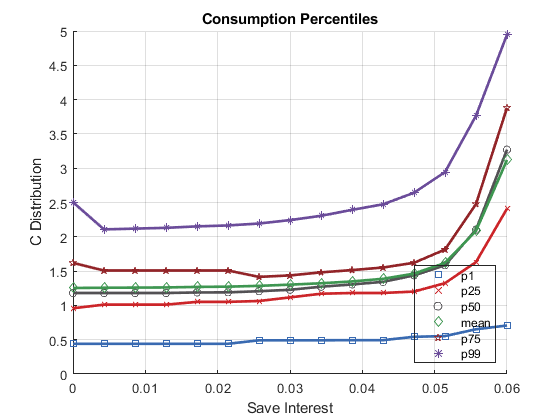 Consumption Percentiles
5
4.5
4
3.5
3
2.5
2
1.5
1
0.5
0
C Distribution
p1
p25
p50
mean
p75
p99
0 0.01 0.02 0.03 0.04 0.05 0.06
Save Interest